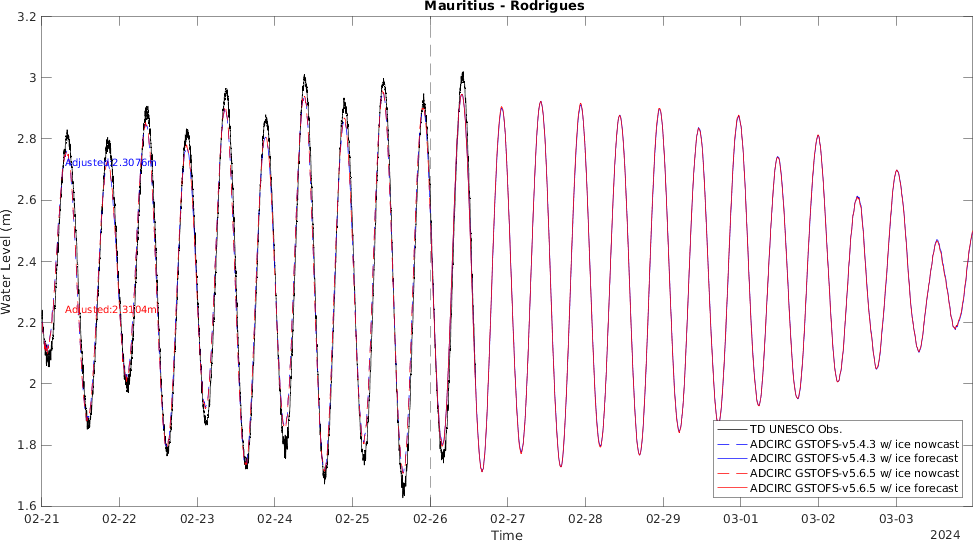 Mauritius - Rodrigues
3.2
3
2.8
2.6
2.4
2.2
2
1.8
1.6
Water Level (m)
Adjusted:2.3076m
Adjusted:2.3104m
TD UNESCO Obs.
ADCIRC GSTOFS-v5.4.3 w/ ice nowcast
ADCIRC GSTOFS-v5.4.3 w/ ice forecast
ADCIRC GSTOFS-v5.6.5 w/ ice nowcast
ADCIRC GSTOFS-v5.6.5 w/ ice forecast
02-21 02-22 02-23 02-24 02-25 02-26 02-27 02-28 02-29 03-01 03-02 03-03
Time
2024